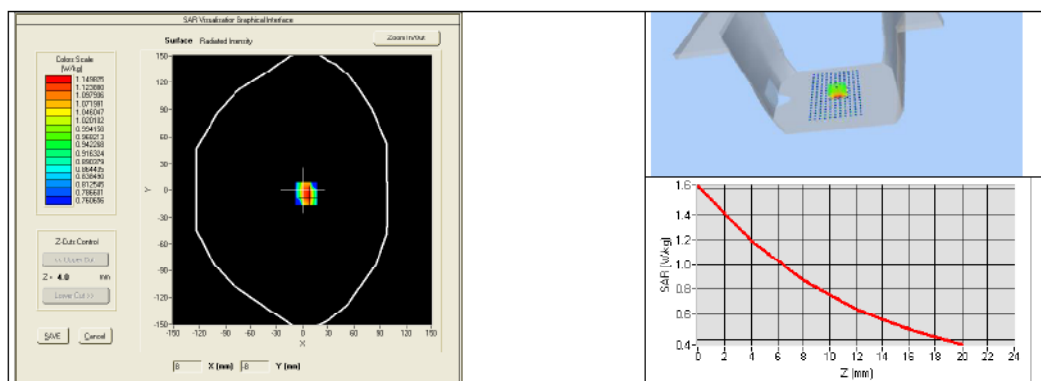 SAR Visualisation Graphical Interface
Surface Radiated Intensity
Zoom In/Out
Colors Scale
(W/kg)
1.149825
1.123880
1.097936
1.071991
1.046047
1.020102
0.994158
0.968213
0.942268
0.916324
0.890379
0.864435
0.838490
0.812545
0.786601
0.760656
150
120
90
60
30
0
-30
-60
-90
-120
-150
Y
-150 -120 -90 -60 -30 0 30 60 90 120 150
X
Z-Cuts Control
<< Upper Cut
Z = 4.0 mm
Lower Cut >>
SAVE Cancel
8 X (mm) -8 Y (mm)
1.6
1.4
1.2
1.0
0.8
0.6
0.4
SAR (W/kg)
0 2 4 6 8 10 12 14 16 18 20 22 24
Z (mm)